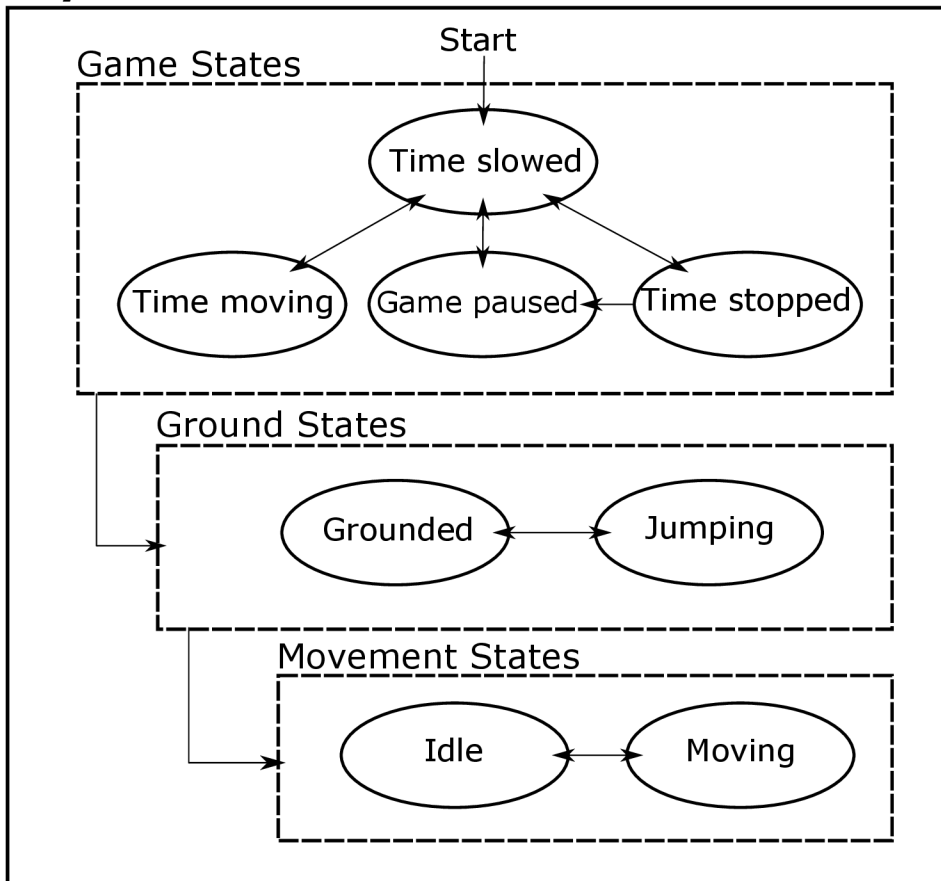 Start
Game States
Time slowed
Time moving
Game paused
Time stopped
Ground States
Grounded
Jumping
Movement States
Idle
Moving